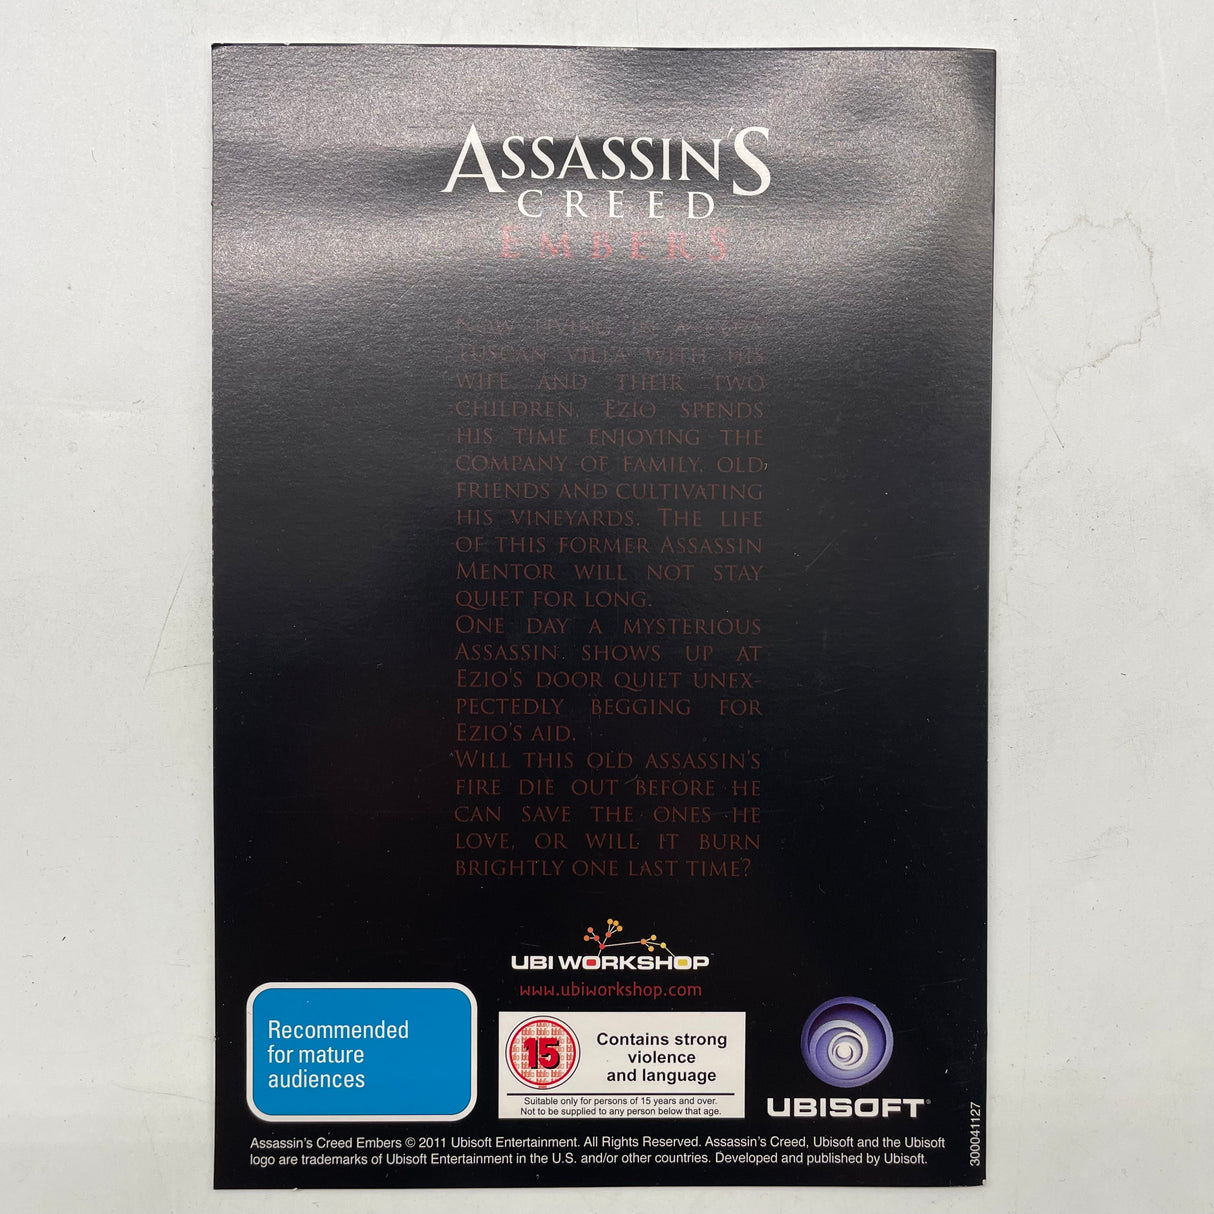 ASSASSIN'S
CREED
EMBERS
NOW LIVING IN A
TUSCAN VILLA WITH HIS
WIFE AND THEIR TWO
CHILDREN, EZIO SPENDS
HIS TIME ENJOYING THE
COMPANY OF FAMILY, OLD
FRIENDS AND CULTIVATING
HIS VINEYARDS. THE LIFE
OF THIS FORMER ASSASSIN
MENTOR WILL NOT STAY
QUIET FOR LONG.
ONE DAY A MYSTERIOUS
ASSASSIN SHOWS UP AT
EZIO'S DOOR QUIET UNEX-
PECTEDLY BEGGING FOR
EZIO'S AID.
WILL THIS OLD ASSASSIN'S
FIRE DIE OUT BEFORE HE
CAN SAVE THE ONES HE
LOVE, OR WILL IT BURN
BRIGHTLY ONE LAST TIME?
UBI WORKSHOP
www.ubiworkshop.com
Recommended
for mature
audiences
15
Contains strong
violence
and language
Suitable only for persons of 15 years and over.
Not to be supplied to any person below that age.
UBISOFT®
300041127
Assassin's Creed Embers © 2011 Ubisoft Entertainment. All Rights Reserved. Assassin's Creed, Ubisoft and the Ubisoft
logo are trademarks of Ubisoft Entertainment in the U.S. and/or other countries. Developed and published by Ubisoft.